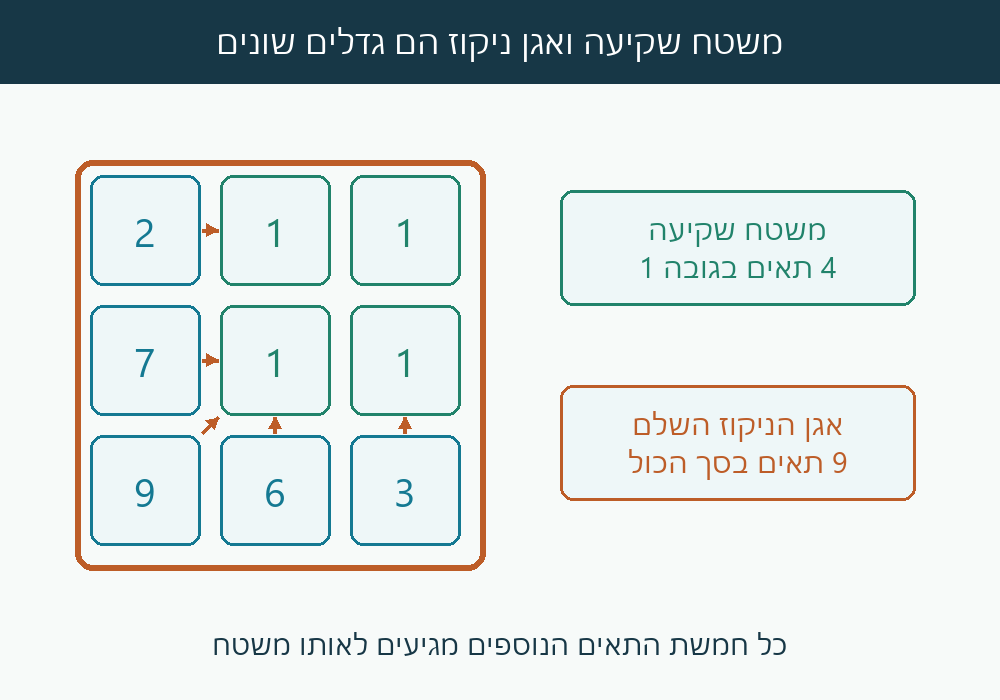 משטח שקיעה ואגן ניקוז הם גדלים שונים
2 1 1
7 1 1
9 6 3
משטח שקיעה
4 תאים בגובה 1
אגן הניקוז השלם
9 תאים בסך הכול
כל חמשת התאים הנוספים מגיעים לאותו משטח